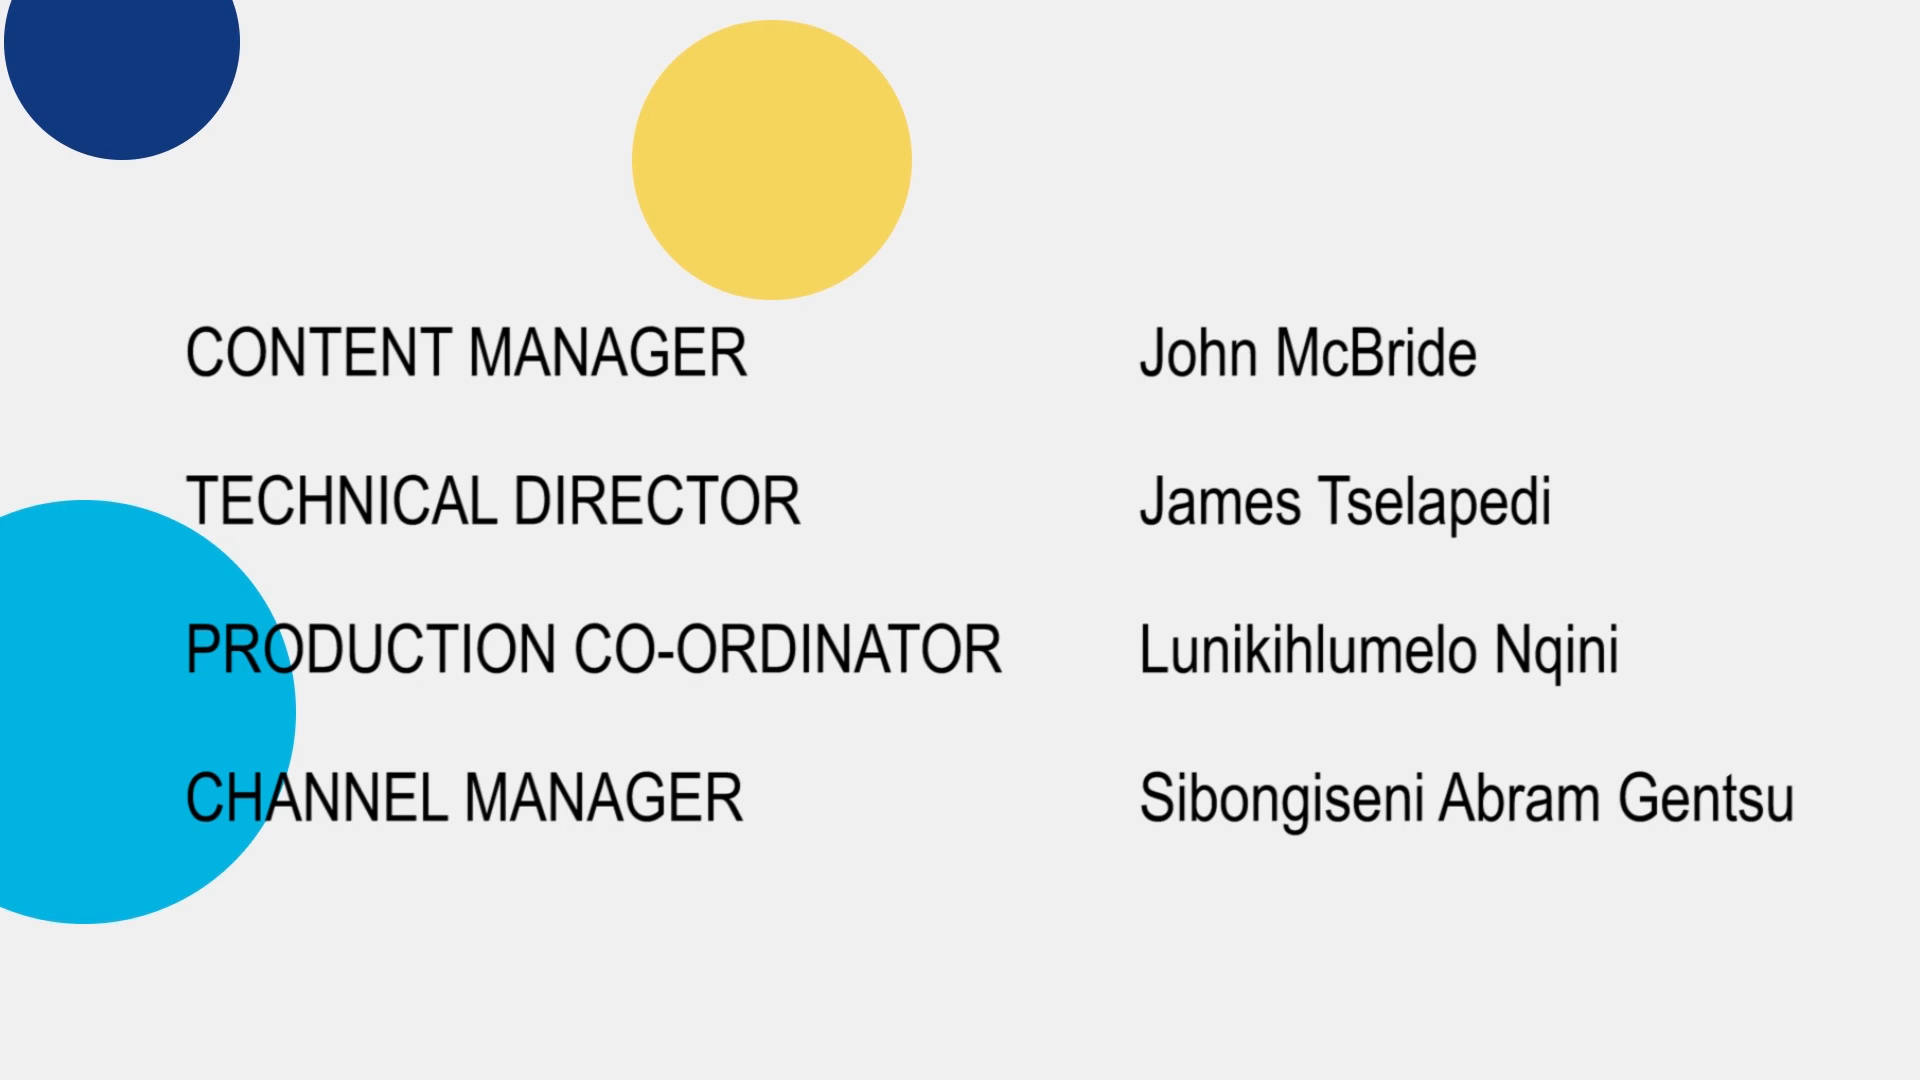 CONTENT MANAGER John McBride
TECHNICAL DIRECTOR James Tselapedi
PRODUCTION CO-ORDINATOR Lunikihlumelo Nqini
CHANNEL MANAGER Sibongiseni Abram Gentsu